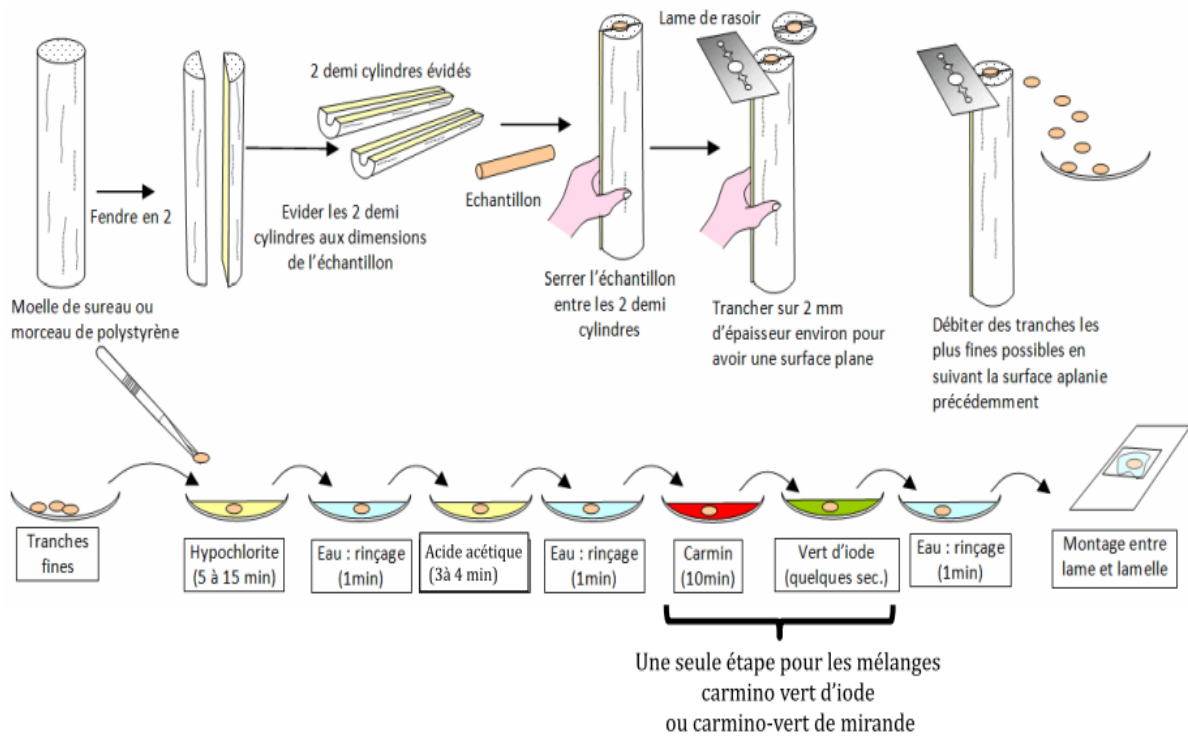 Lame de rasoir
2 demi cylindres évidés
Fendre en 2
Evider les 2 demi
cylindres aux dimensions
de l’échantillon
Echantillon
Moelle de sureau ou
morceau de polystyrène
Serrer l’échantillon
entre les 2 demi
cylindres
Trancher sur 2 mm
d’épaisseur environ pour
avoir une surface plane
Débiter des tranches les
plus fines possibles en
suivant la surface aplanie
précédemment
Tranches
fines
Hypochlorite
(5 à 15 min)
Eau : rinçage
(1min)
Acide acétique
(3à 4 min)
Eau : rinçage
(1min)
Carmin
(10min)
Vert d’iode
(quelques sec.)
Eau : rinçage
(1min)
Montage entre
lame et lamelle
Une seule étape pour les mélanges
carmino vert d’iode
ou carmino-vert de mirande